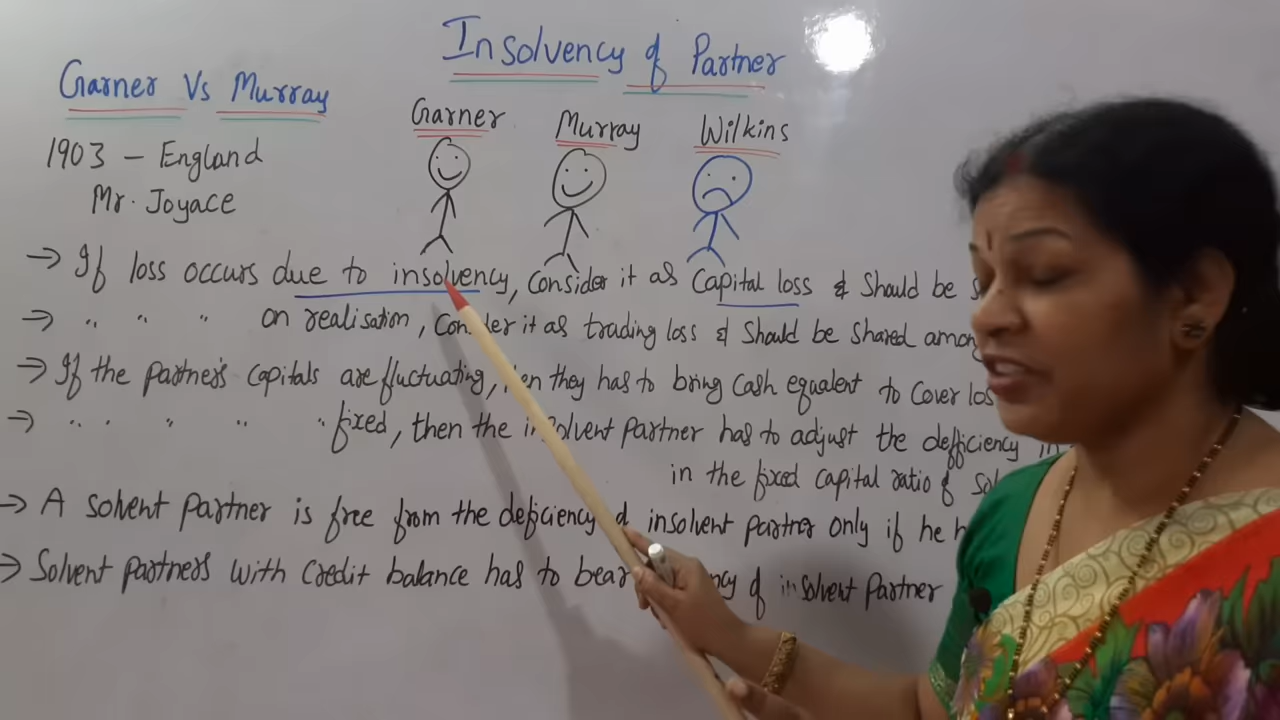 Insolvency of Partner
Garner Vs Murray
Garner Murray Wilkins
1903 – England
Mr. Joyace
→ If loss occurs due to insolvency, Consider it as Capital loss & Should be
→ " " " on realisation, Consider it as trading loss & Should be Shared among
→ If the partner's capitals are fluctuating, then they has to bring cash equalent to cover loss
→ " " " " " fixed, then the insolvent partner has to adjust the defficiency in
in the fixed capital ratio of
→ A solvent partner is free from the deficiency of insolvent partner only if he
→ Solvent partners with credit balance has to bear of insolvent partner